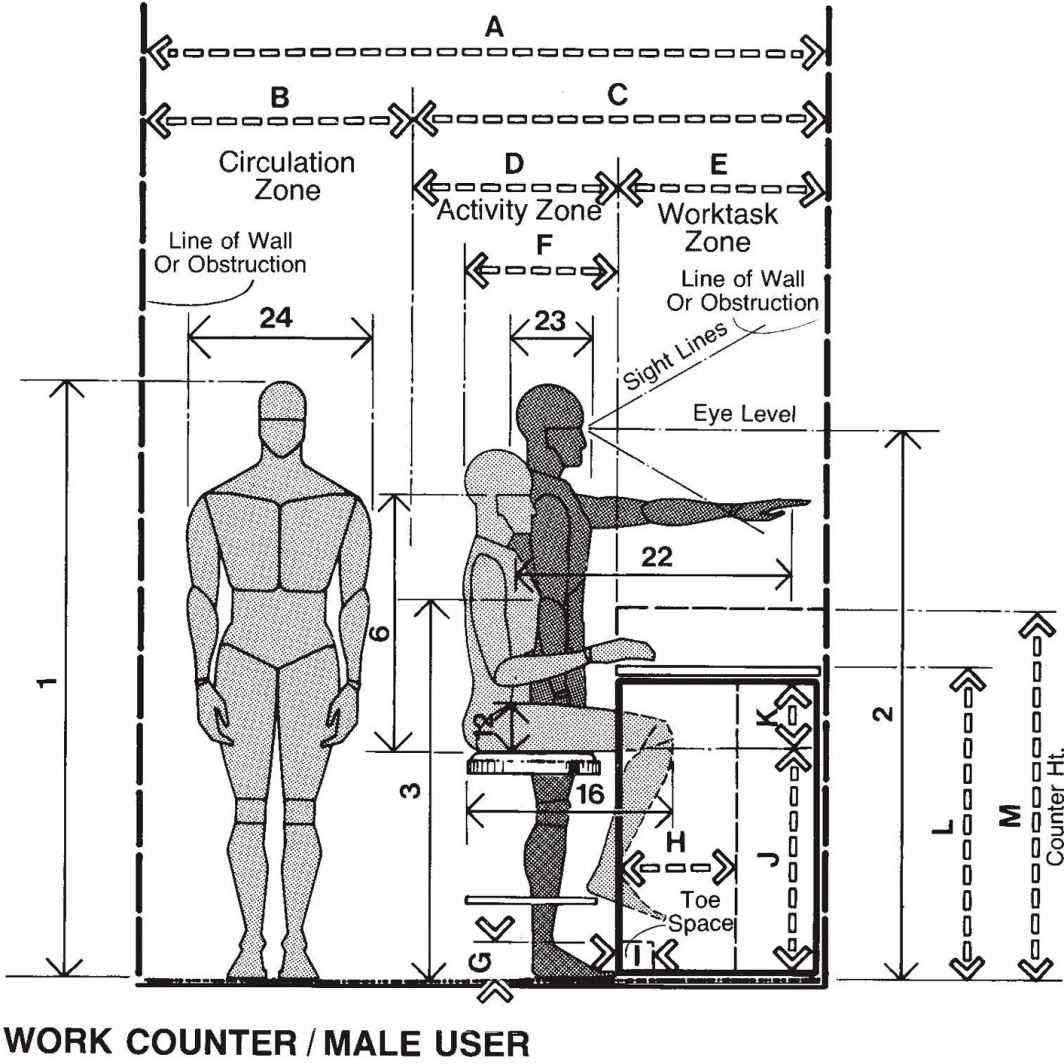 A
B
C
Circulation
Zone
D
E
Activity Zone
Worktask
Zone
F
Line of Wall
Or Obstruction
Line of Wall
Or Obstruction
24
23
Sight Lines
Eye Level
22
1
6
2
12
K
3
16
H
J
L
M
Counter Ht.
Toe
Space
G
I
WORK COUNTER / MALE USER